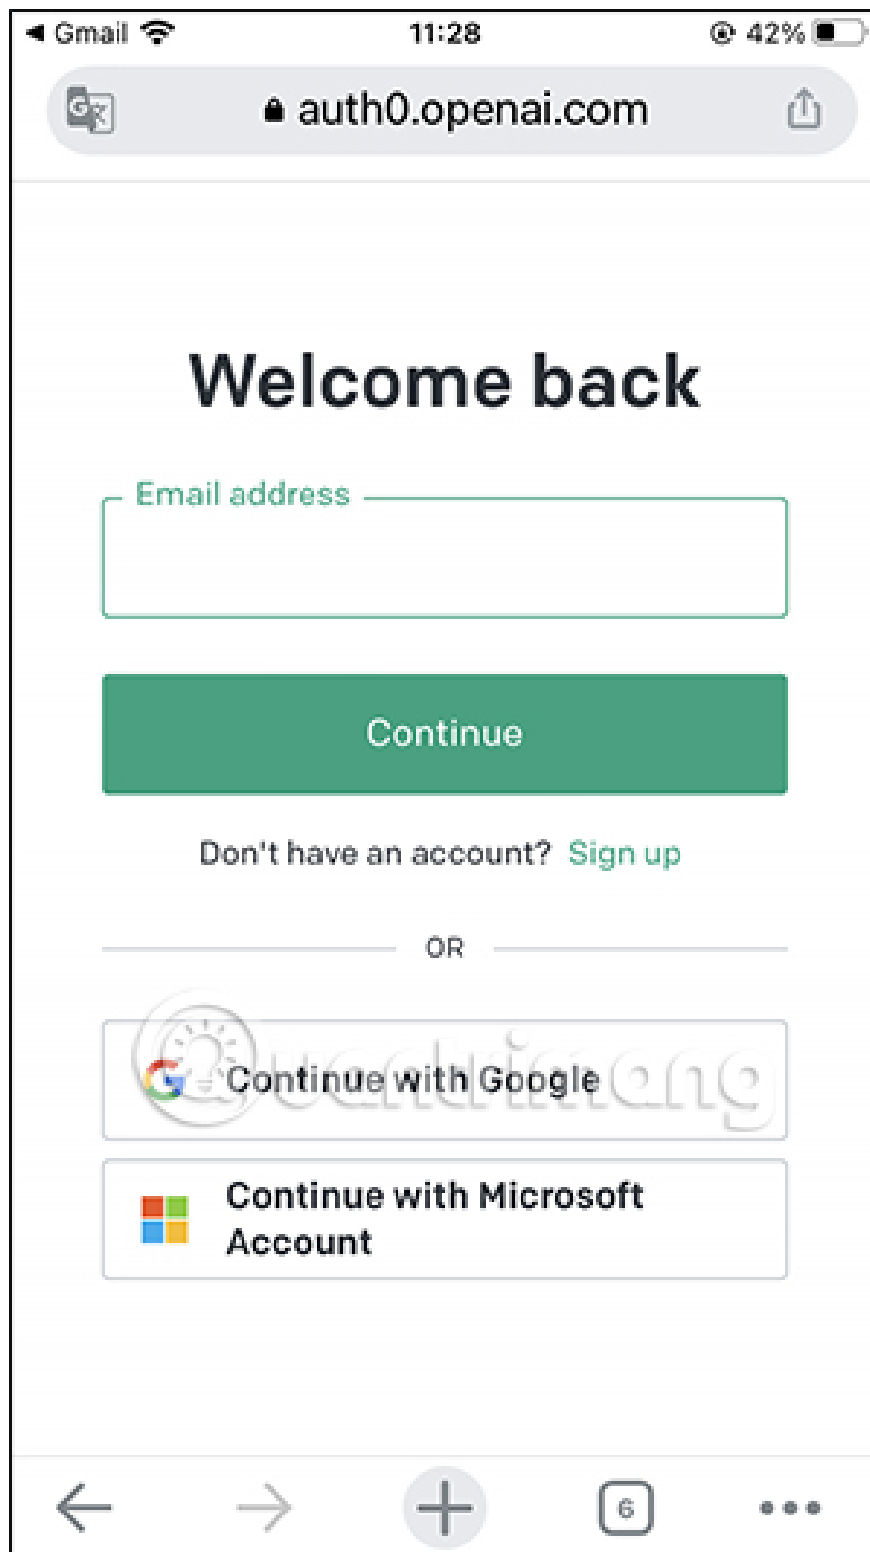 Gmail 11:28 42%
auth0.openai.com
Welcome back
Email address
Continue
Don't have an account? Sign up
OR
Continue with Google
Quantrimang
Continue with Microsoft
Account
6